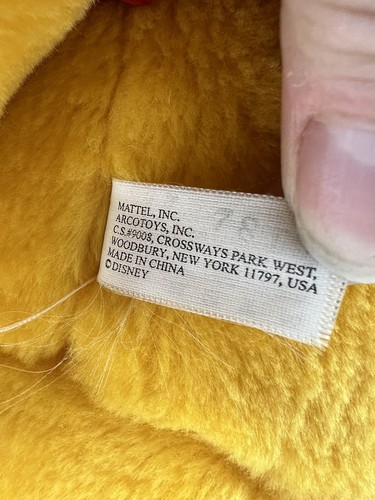 MATTEL, INC.
ARCOTOYS, INC.
C.S.#9008, CROSSWAYS PARK WEST,
WOODBURY, NEW YORK 11797, USA
MADE IN CHINA
©DISNEY